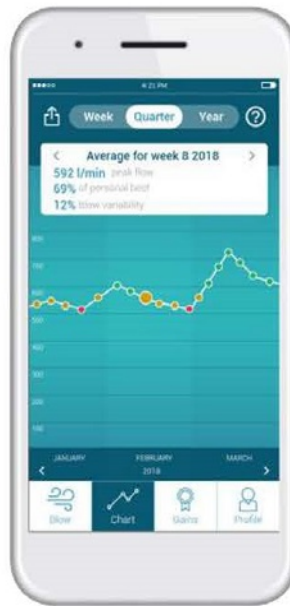 4:21 PM
Week Quarter Year ?
< Average for week 8 2018 >
592 l/min peak flow
69% of personal best
12% blow variability
800
700
600
500
400
300
200
100
JANUARY FEBRUARY MARCH
< 2018 >
Blow Chart Gains Profile